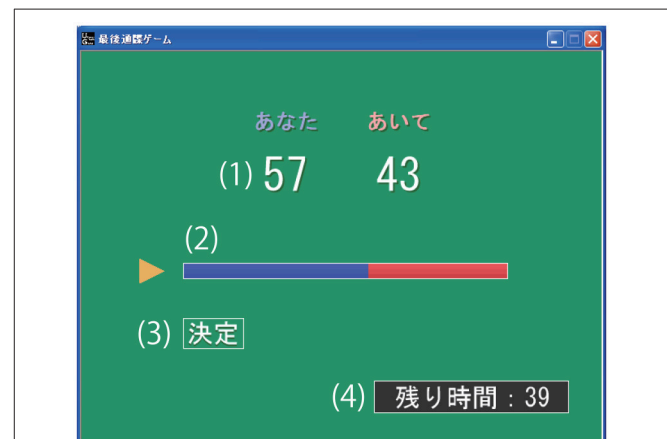 最後通牒ゲーム
あなた あいて
(1) 57 43
(2)
(3) 決定
(4) 残り時間：39